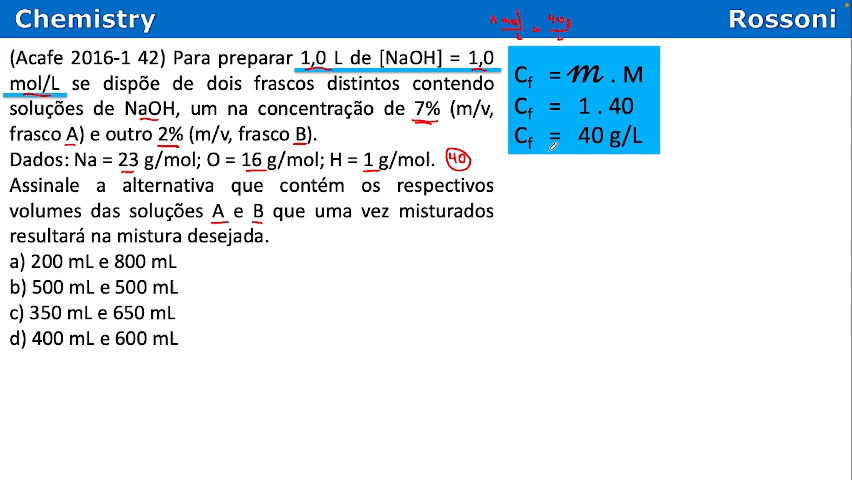 Chemistry
Rossoni
1 mol/L = 40g/L
(Acafe 2016-1 42) Para preparar 1,0 L de [NaOH] = 1,0
mol/L se dispõe de dois frascos distintos contendo
soluções de NaOH, um na concentração de 7% (m/v,
frasco A) e outro 2% (m/v, frasco B).
Dados: Na = 23 g/mol; O = 16 g/mol; H = 1 g/mol. 40
Assinale a alternativa que contém os respectivos
volumes das soluções A e B que uma vez misturados
resultará na mistura desejada.
a) 200 mL e 800 mL
b) 500 mL e 500 mL
c) 350 mL e 650 mL
d) 400 mL e 600 mL
Cf = m . M
Cf = 1 . 40
Cf = 40 g/L